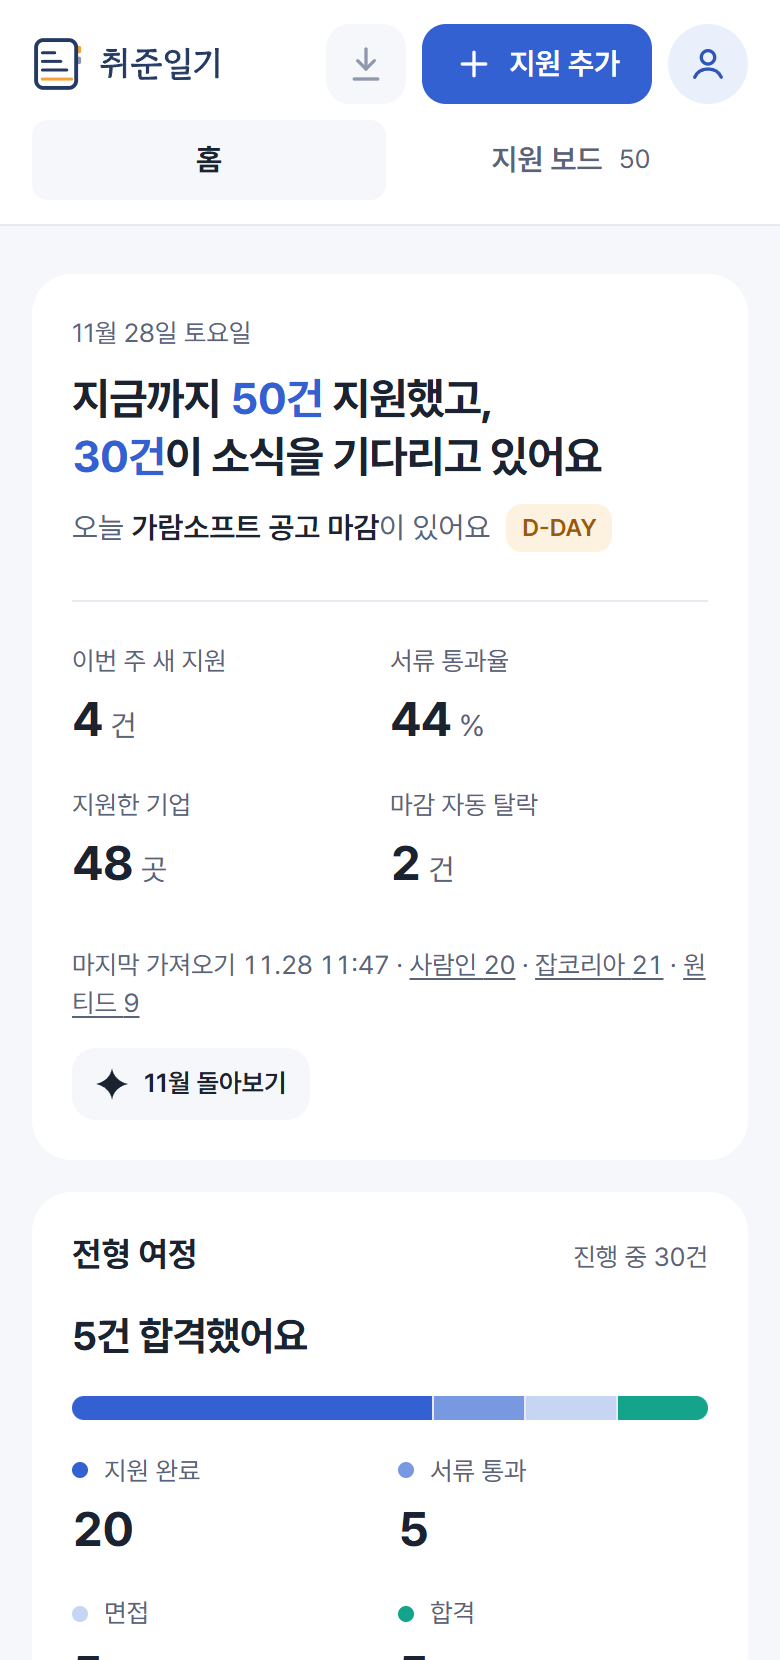 취준일기
지원 추가
홈
지원 보드 50
11월 28일 토요일
지금까지 50건 지원했고,
30건이 소식을 기다리고 있어요
오늘 가람소프트 공고 마감이 있어요 D-DAY
이번 주 새 지원
서류 통과율
4 건
44 %
지원한 기업
마감 자동 탈락
48 곳
2 건
마지막 가져오기 11.28 11:47 · 사람인 20 · 잡코리아 21 · 원
티드 9
11월 돌아보기
전형 여정
진행 중 30건
5건 합격했어요
지원 완료
서류 통과
20
5
면접
합격